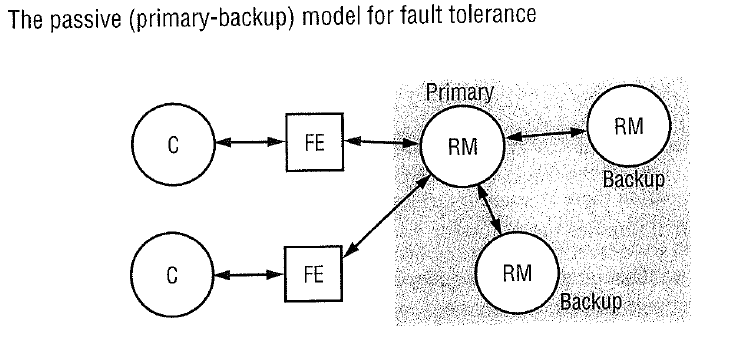 The passive (primary-backup) model for fault tolerance
Primary
C
FE
RM
RM
Backup
C
FE
RM
Backup